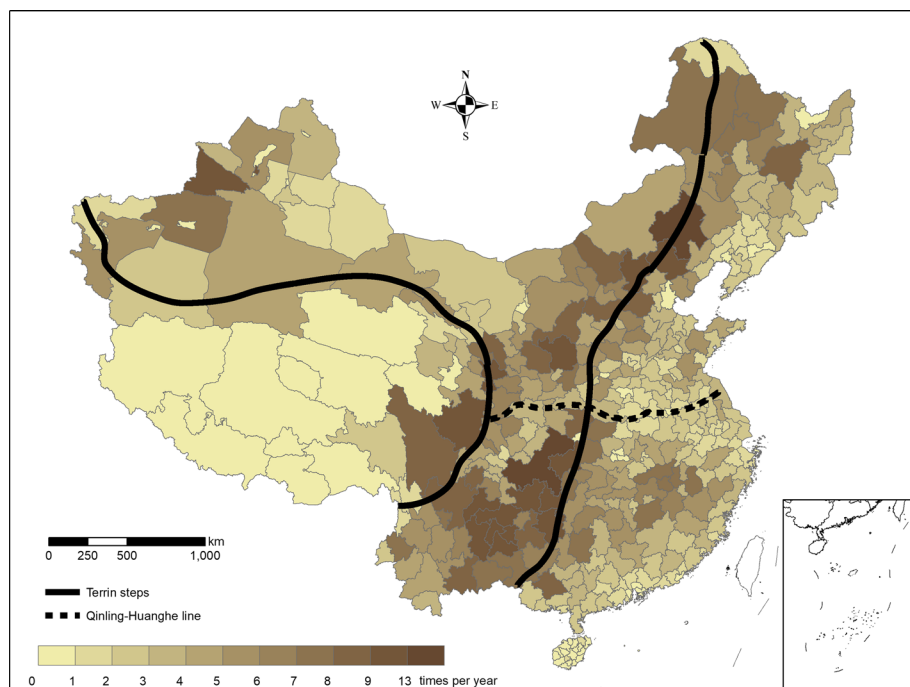 N
W E
S
0 250 500 1,000 km
Terrin steps
Qinling-Huanghe line
0 1 2 3 4 5 6 7 8 9 13 times per year